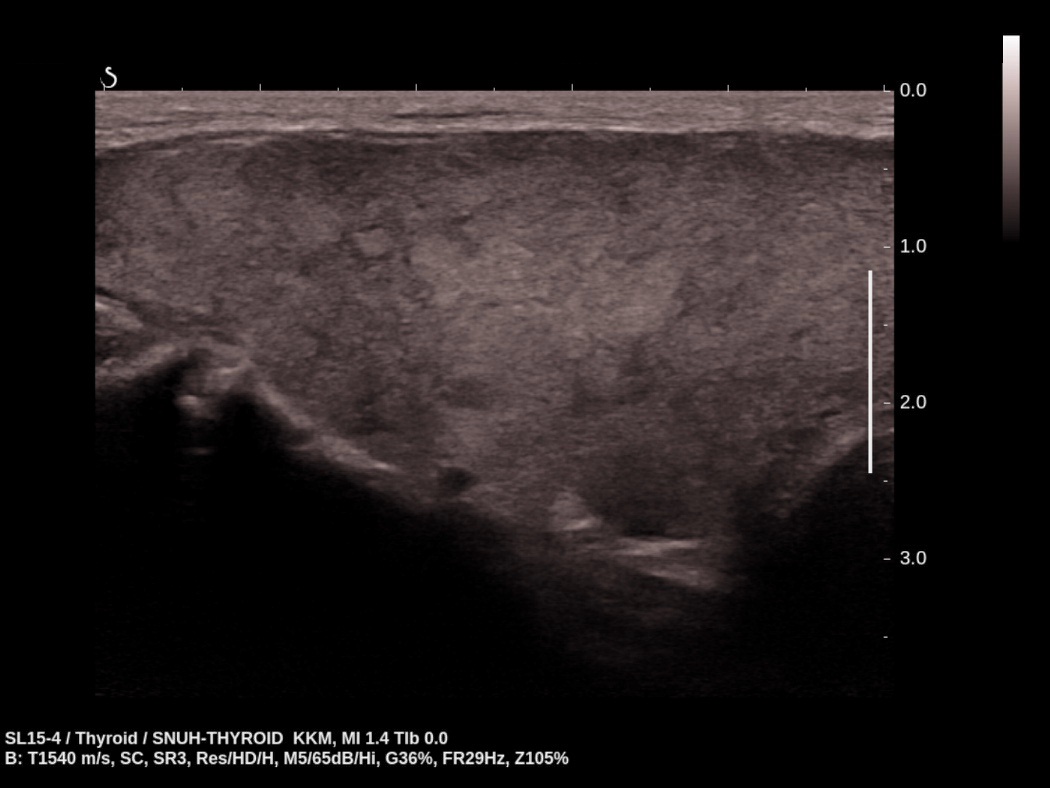 S
0.0
1.0
2.0
3.0
SL15-4 / Thyroid / SNUH-THYROID  KKM, MI 1.4 TIb 0.0
B: T1540 m/s, SC, SR3, Res/HD/H, M5/65dB/Hi, G36%, FR29Hz, Z105%